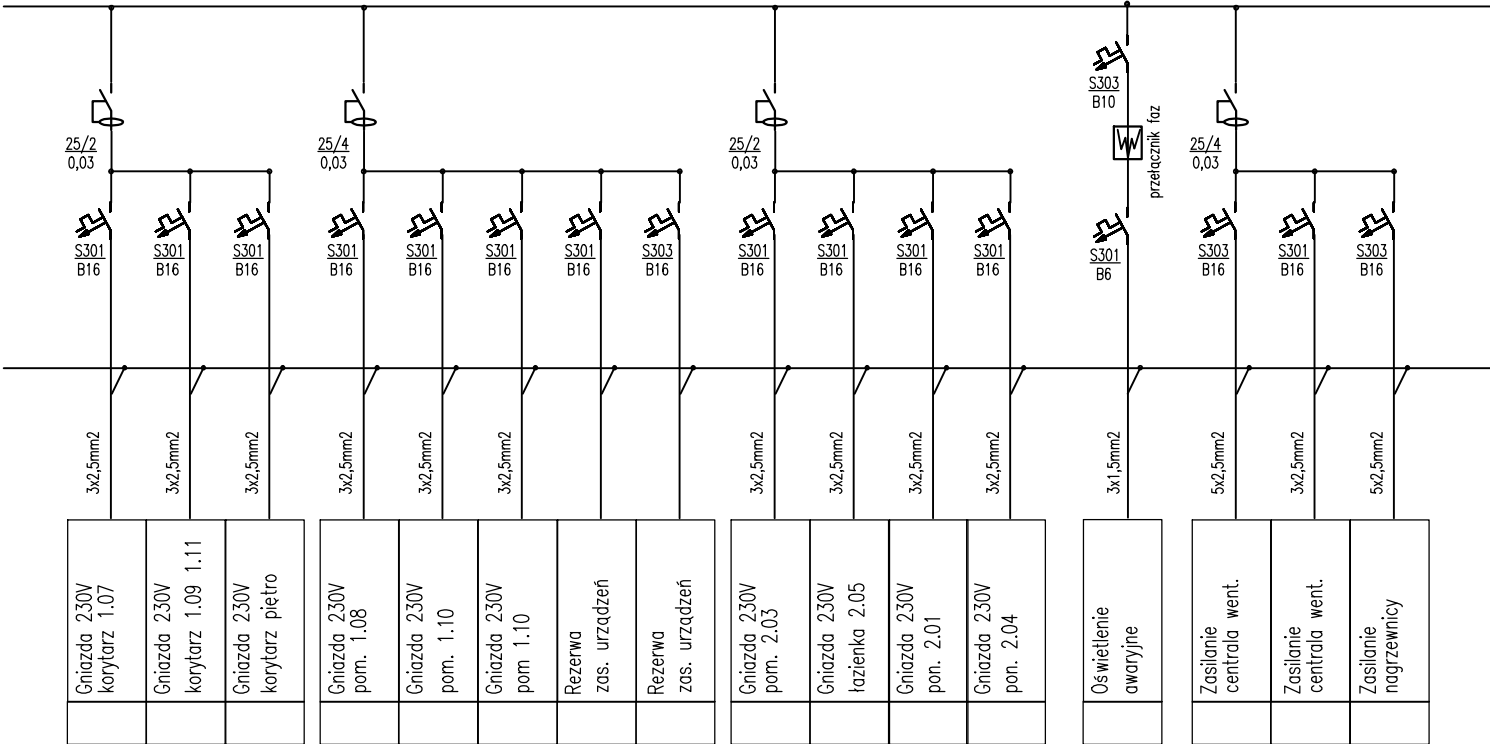 S303
B10
przełącznik faz
25/2
0,03
25/4
0,03
25/2
0,03
25/4
0,03
S301
B16
S301
B16
S301
B16
S301
B16
S301
B16
S301
B16
S301
B16
S303
B16
S301
B16
S301
B16
S301
B16
S301
B16
S301
B6
S303
B16
S301
B16
S303
B16
3x2,5mm2
3x2,5mm2
3x2,5mm2
3x2,5mm2
3x2,5mm2
3x2,5mm2
3x2,5mm2
3x2,5mm2
3x2,5mm2
3x2,5mm2
3x1,5mm2
5x2,5mm2
3x2,5mm2
5x2,5mm2
Gniazda 230V
korytarz 1.07
Gniazda 230V
korytarz 1.09 1.11
Gniazda 230V
korytarz piętro
Gniazda 230V
pom. 1.08
Gniazda 230V
pom. 1.10
Gniazda 230V
pom 1.10
Rezerwa
zas. urządzeń
Rezerwa
zas. urządzeń
Gniazda 230V
pom. 2.03
Gniazda 230V
łazienka 2.05
Gniazda 230V
pon. 2.01
Gniazda 230V
pon. 2.04
Oświetlenie
awaryjne
Zasilanie
centrala went.
Zasilanie
centrala went.
Zasilanie
nagrzewnicy